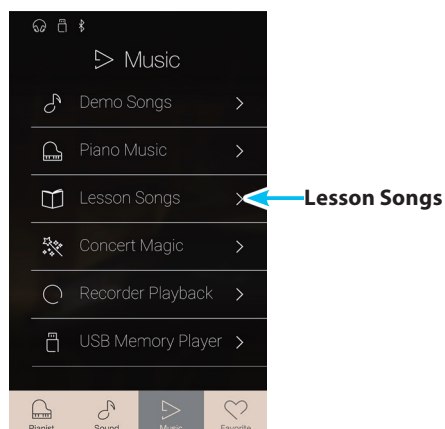 Music
Demo Songs
Piano Music
Lesson Songs
Lesson Songs
Concert Magic
Recorder Playback
USB Memory Player
Pianist Sound Music Favorite